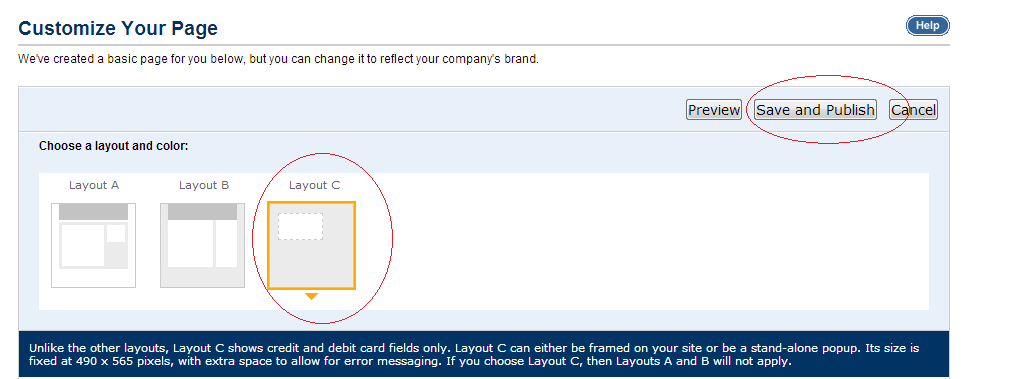 Customize Your Page
Help
We've created a basic page for you below, but you can change it to reflect your company's brand.
Preview
Save and Publish
Cancel
Choose a layout and color:
Layout A
Layout B
Layout C
Unlike the other layouts, Layout C shows credit and debit card fields only. Layout C can either be framed on your site or be a stand-alone popup. Its size is
fixed at 490 x 565 pixels, with extra space to allow for error messaging. If you choose Layout C, then Layouts A and B will not apply.